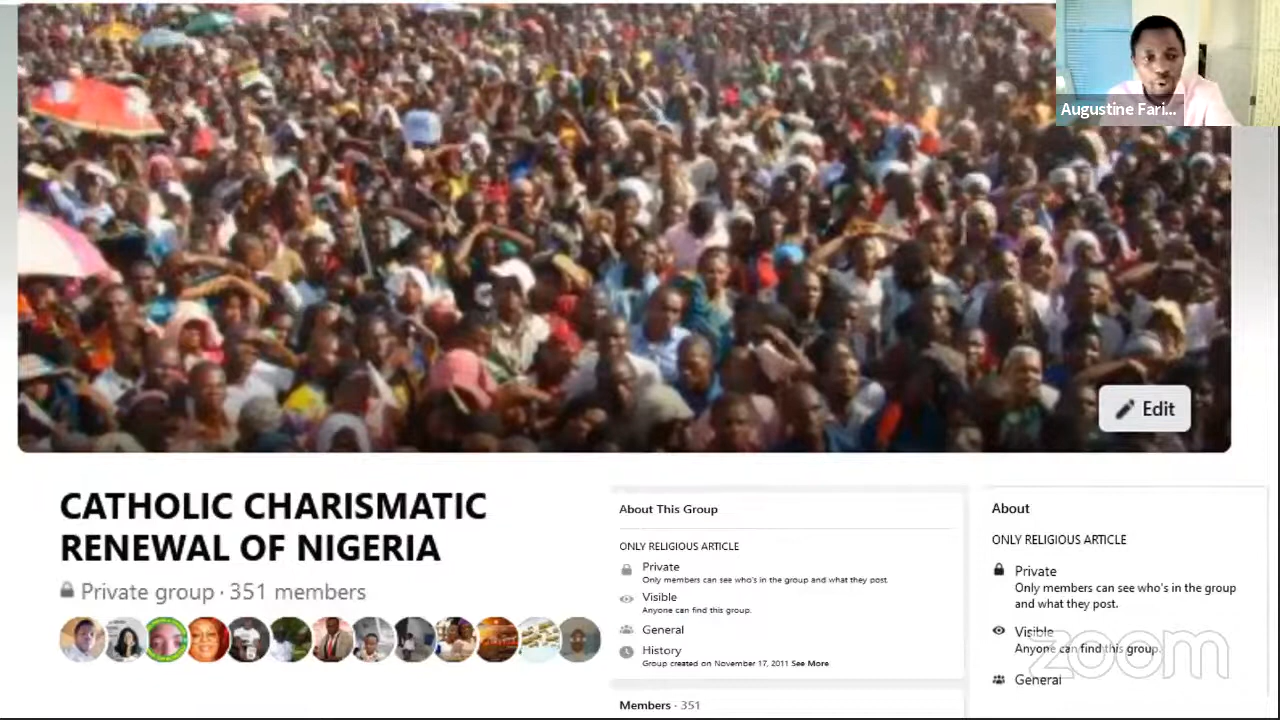 Augustine Fari...
Edit
CATHOLIC CHARISMATIC
RENEWAL OF NIGERIA
Private group · 351 members
About This Group
ONLY RELIGIOUS ARTICLE
Private
Only members can see who's in the group and what they post.
Visible
Anyone can find this group.
General
History
Group created on November 17, 2011 See More
Members · 351
About
ONLY RELIGIOUS ARTICLE
Private
Only members can see who's in the group
and what they post.
Visible
Anyone can find this group.
General
zoom